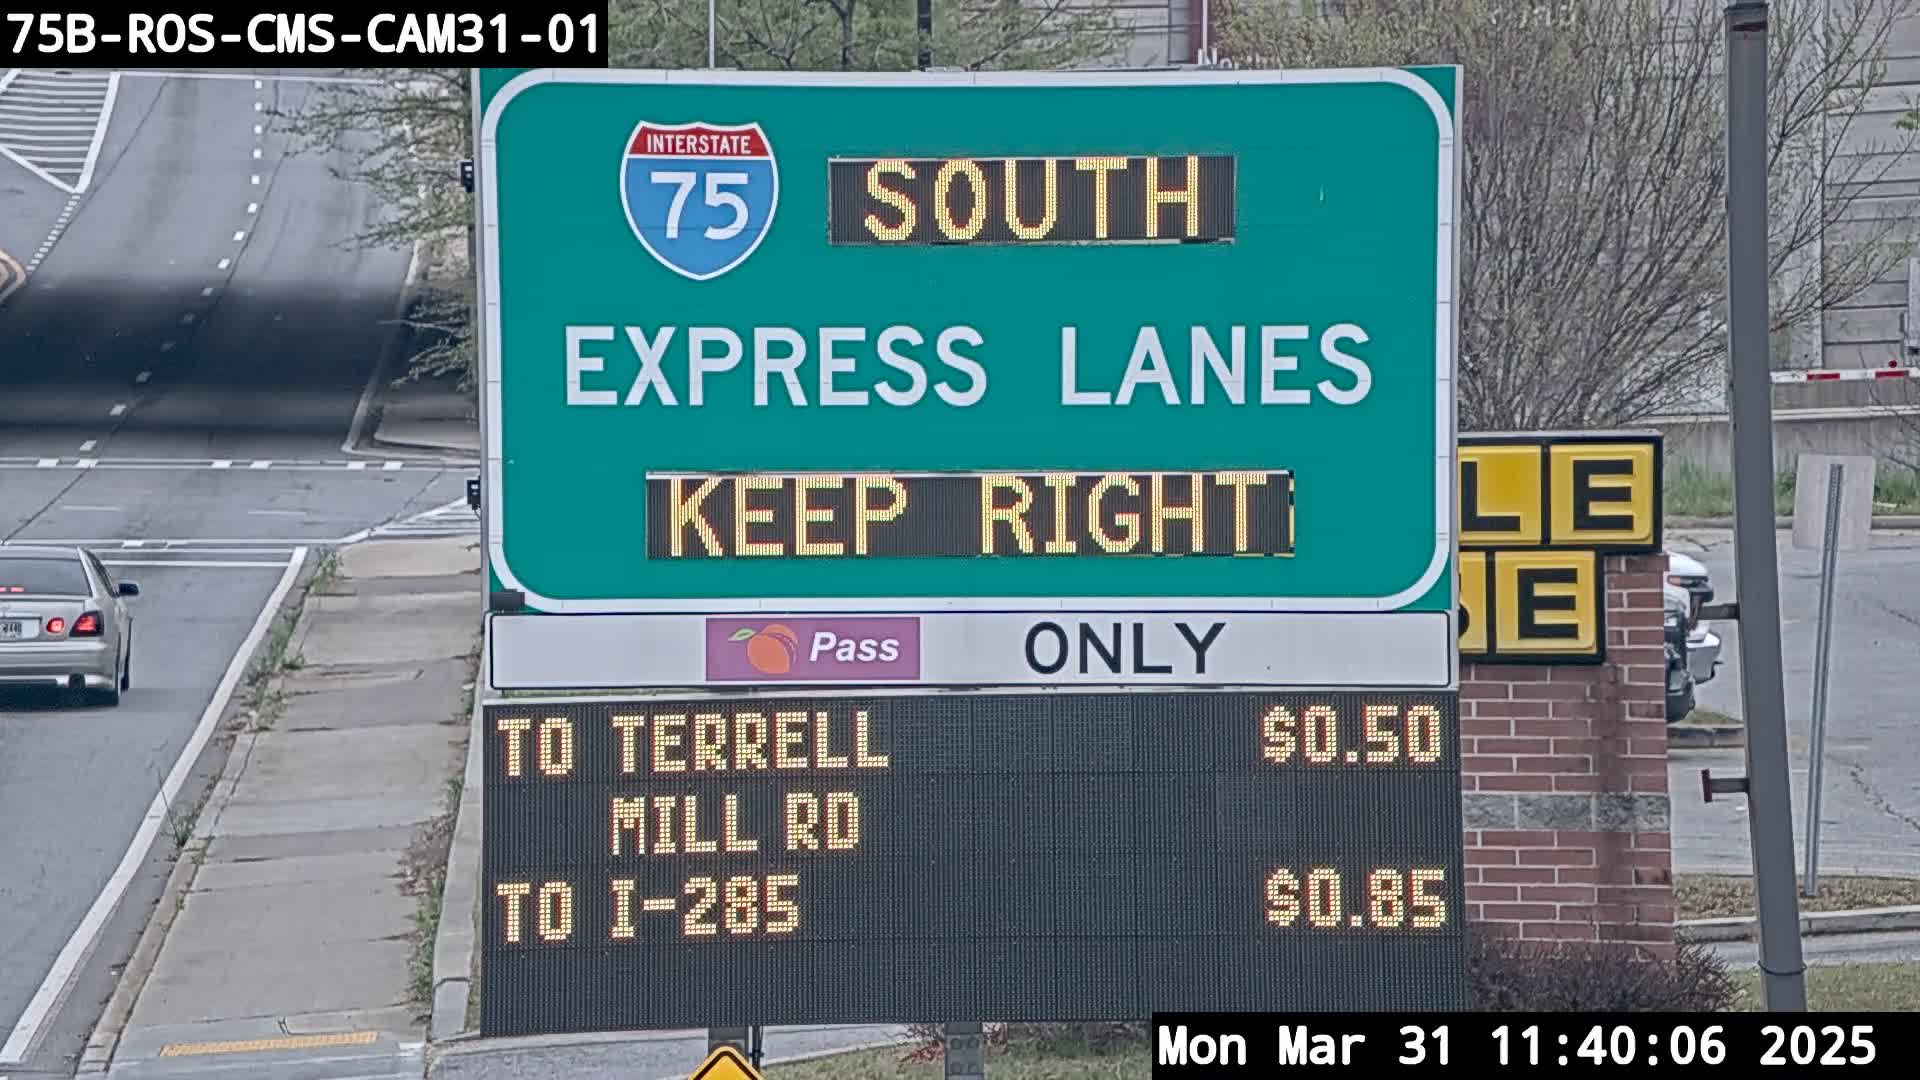 75B-ROS-CMS-CAM31-01
INTERSTATE
75
SOUTH
EXPRESS LANES
KEEP RIGHT
Pass ONLY
TO TERRELL $0.50
MILL RD
TO I-285 $0.85
LE
E
Mon Mar 31 11:40:06 2025